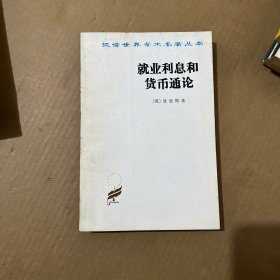 汉译世界学术名著丛书
就业利息和
货币通论
〔英〕凯恩斯 著